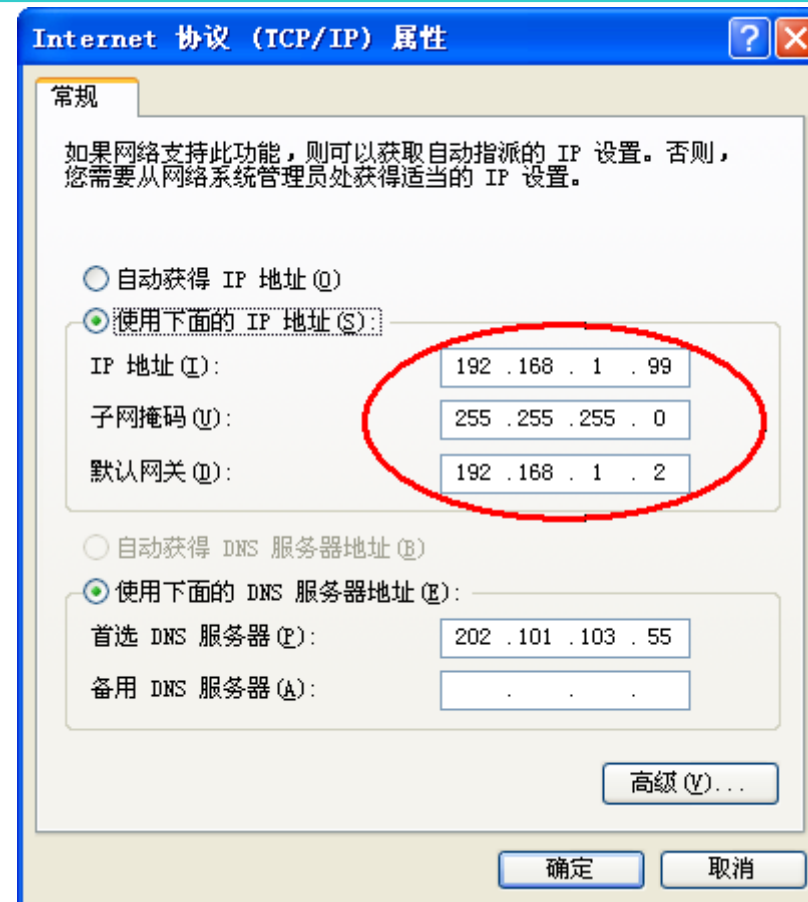 Internet 协议 (TCP/IP) 属性
常规
如果网络支持此功能，则可以获取自动指派的 IP 设置。否则，
您需要从网络系统管理员处获得适当的 IP 设置。
自动获得 IP 地址(O)
使用下面的 IP 地址(S):
IP 地址(I): 192 .168 . 1 . 99
子网掩码(U): 255 .255 .255 . 0
默认网关(D): 192 .168 . 1 . 2
自动获得 DNS 服务器地址(B)
使用下面的 DNS 服务器地址(E):
首选 DNS 服务器(P): 202 .101 .103 . 55
备用 DNS 服务器(A): . . .
高级(V)...
确定 取消